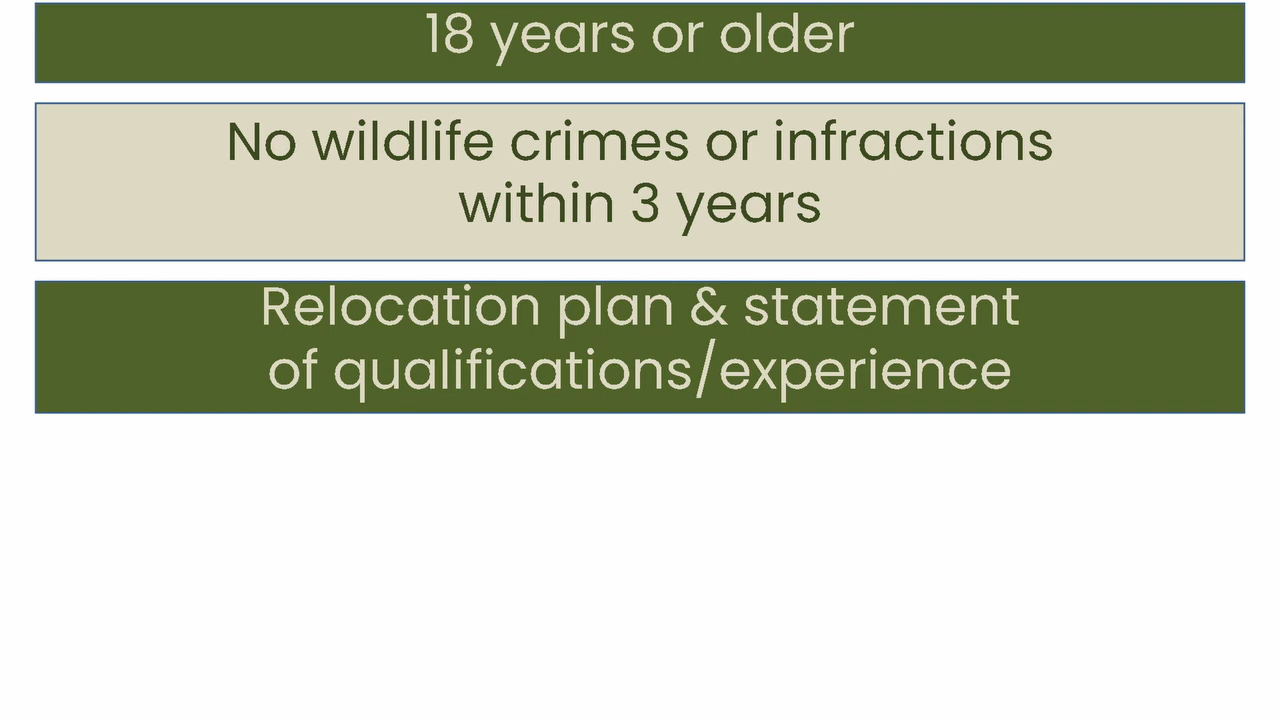 18 years or older
No wildlife crimes or infractions
within 3 years
Relocation plan & statement
of qualifications/experience